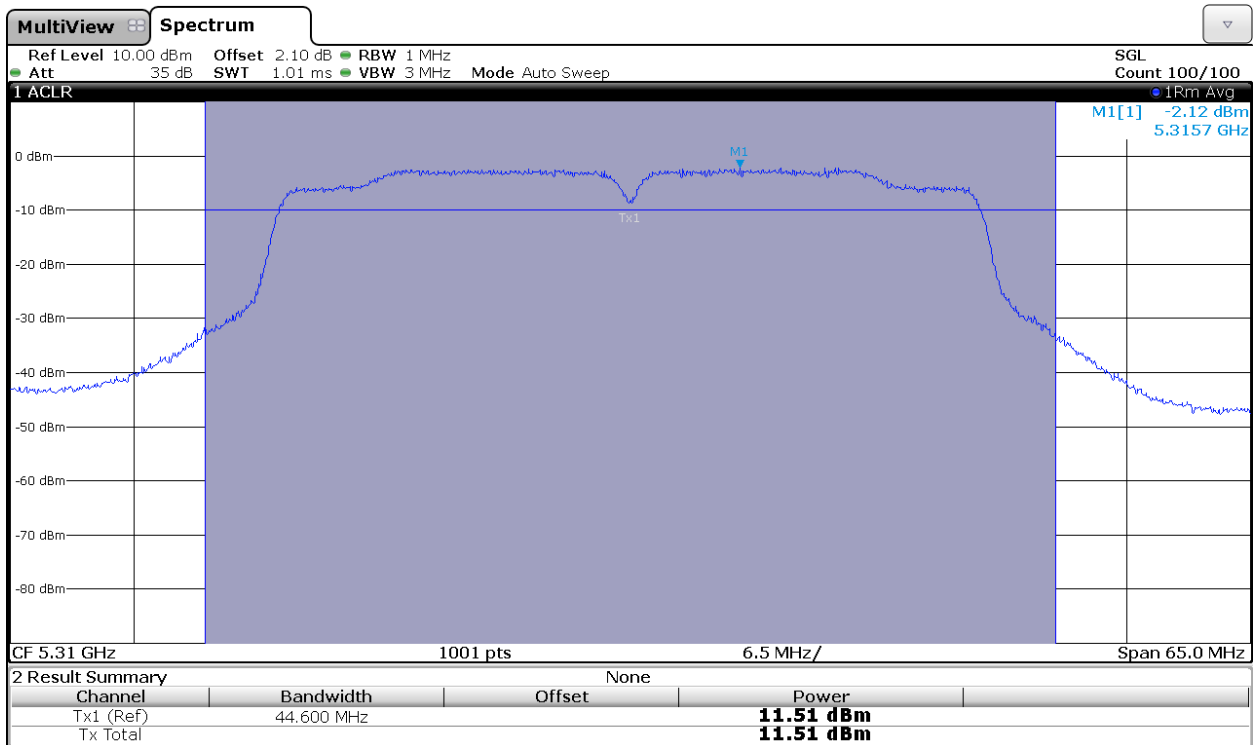 MultiView Spectrum
Ref Level 10.00 dBm Offset 2.10 dB RBW 1 MHz SGL
Att 35 dB SWT 1.01 ms VBW 3 MHz Mode Auto Sweep Count 100/100
1 ACLR 1Rm Avg
M1[1] -2.12 dBm
5.3157 GHz
M1
0 dBm
-10 dBm
Tx1
-20 dBm
-30 dBm
-40 dBm
-50 dBm
-60 dBm
-70 dBm
-80 dBm
CF 5.31 GHz 1001 pts 6.5 MHz/ Span 65.0 MHz
2 Result Summary None
Channel Bandwidth Offset Power
Tx1 (Ref) 44.600 MHz 11.51 dBm
Tx Total 11.51 dBm